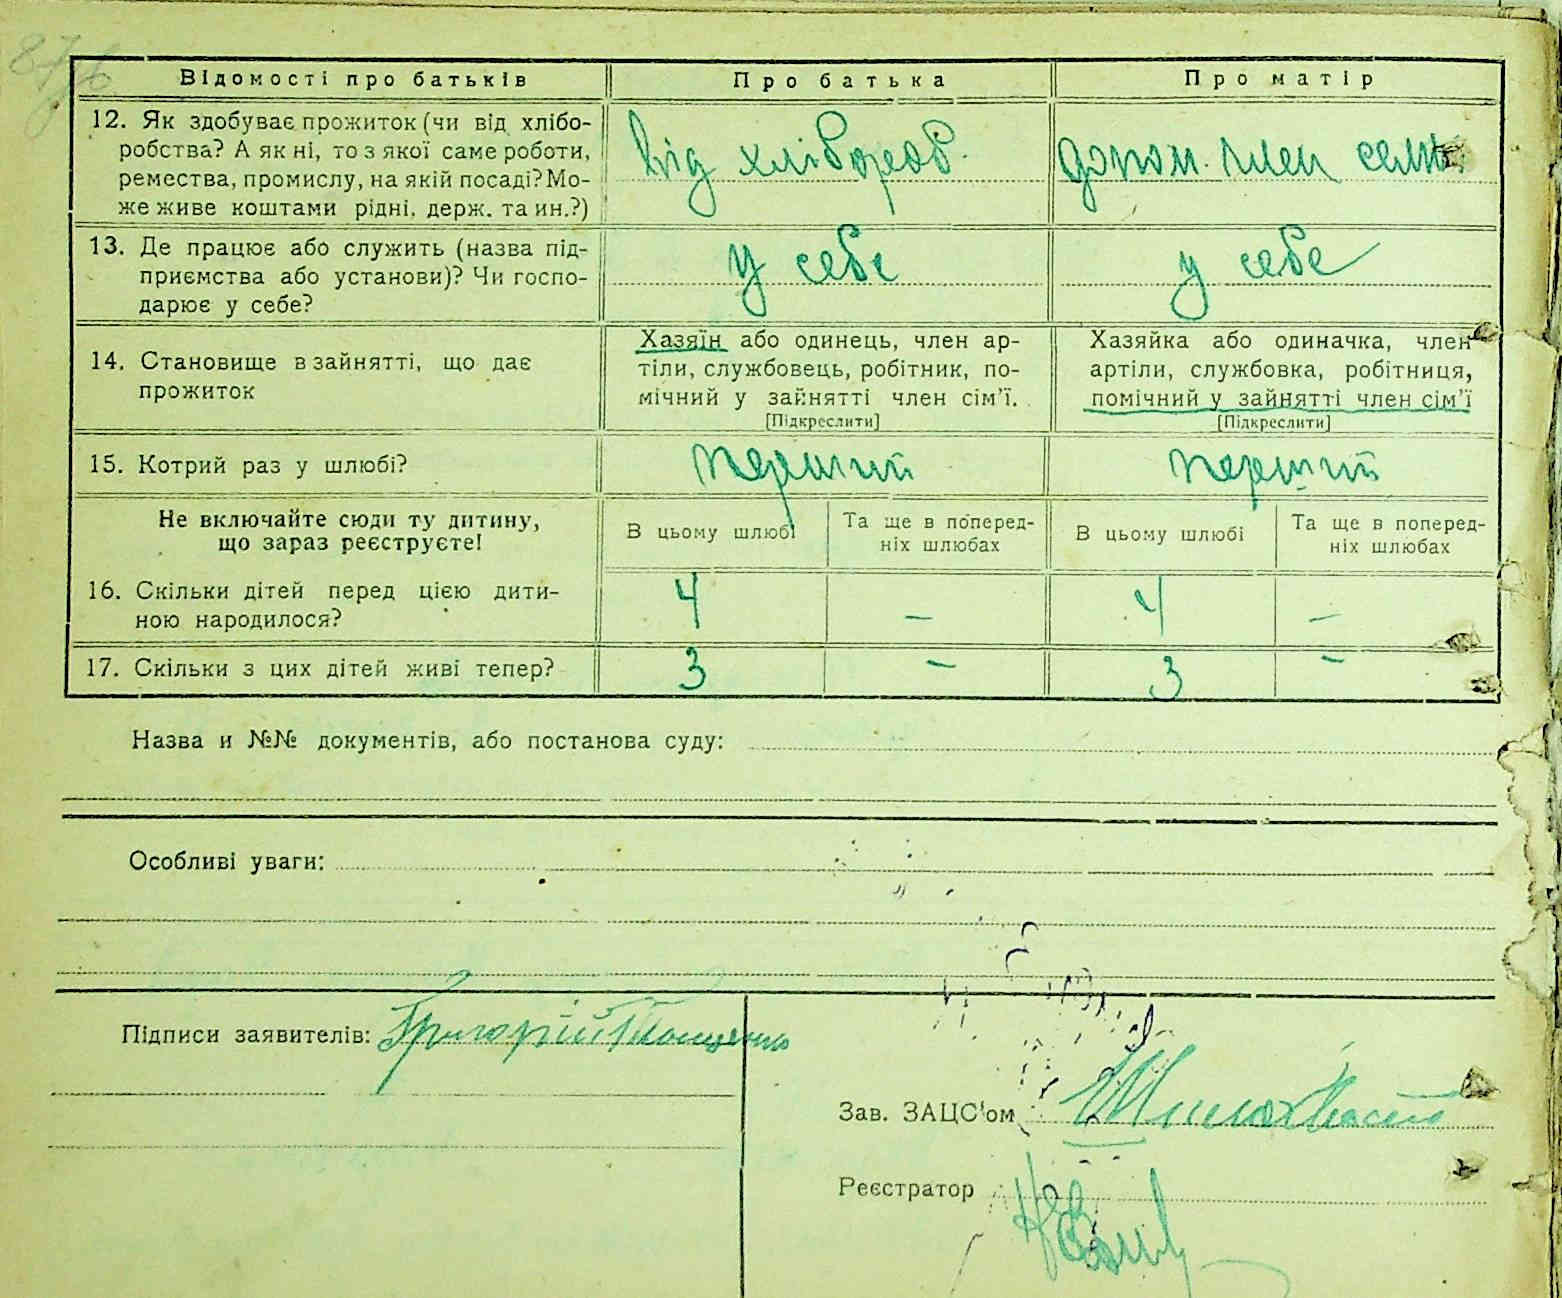 Відомості про батьків Про батька Про матір
12. Як здобуває прожиток (чи від хлібо-
робства? А як ні, то з якої саме роботи,
ремества, промислу, на якій посаді? Мо-
же живе коштами рідні, держ. та ин.?)
від хлібороб. допом. член сем
13. Де працює або служить (назва під-
приємства або установи)? Чи госпо-
дарює у себе?
у себе у себе
14. Становище в зайнятті, що дає
прожиток
Хазяїн або одинець, член ар-
тіли, службовець, робітник, по-
мічний у зайнятті член сім'ї.
[Підкреслити]
Хазяйка або одиначка, член
артіли, службовка, робітниця,
помічний у зайнятті член сім'ї
[Підкреслити]
15. Котрий раз у шлюбі? перший перший
Не включайте сюди ту дитину,
що зараз реєструєте!
В цьому шлюбі
Та ще в поперед-
ніх шлюбах
В цьому шлюбі
Та ще в поперед-
ніх шлюбах
16. Скільки дітей перед цією дити-
ною народилося?
4 — 4 —
17. Скільки з цих дітей живі тепер? 3 — 3 —
Назва и №№ документів, або постанова суду:
Особливі уваги:
Підписи заявителів: Григорій
Зав. ЗАЦС'ом
Реєстратор